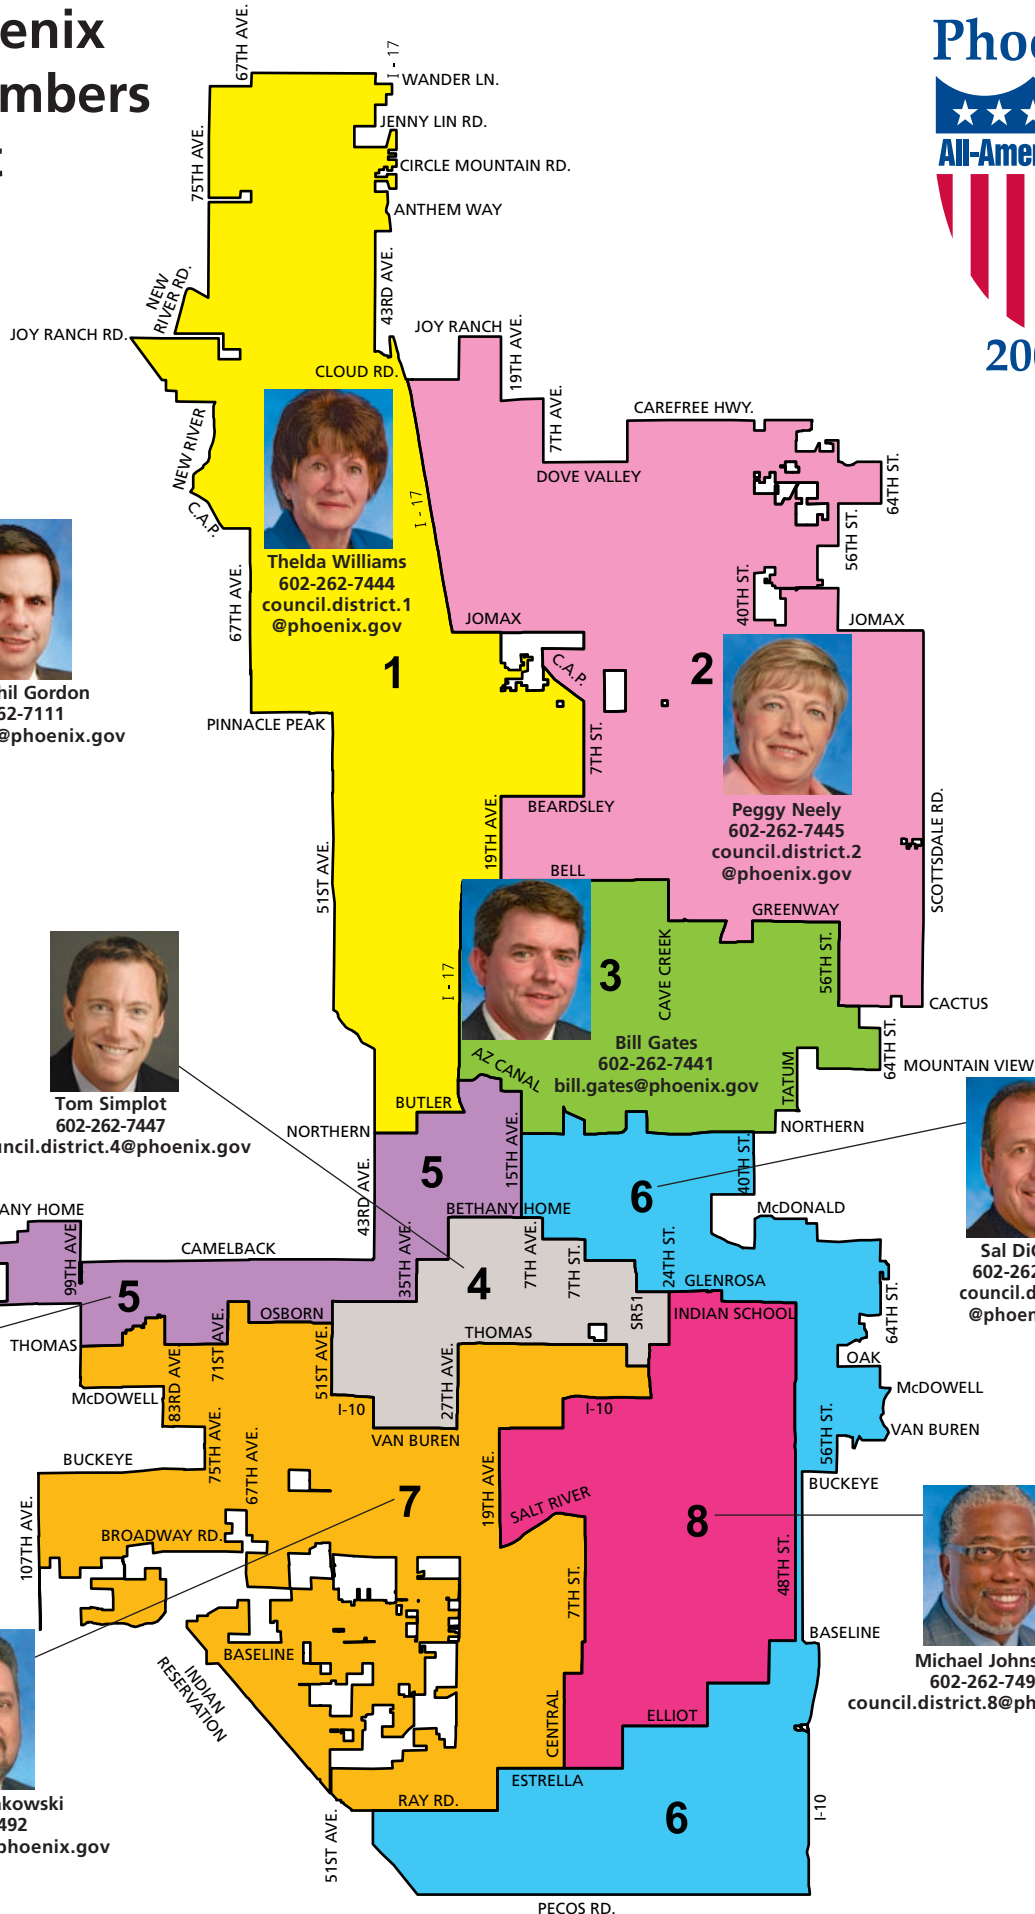 enix
mbers
Phoe
All-Amer
200
67TH AVE.
I - 17
WANDER LN.
JENNY LIN RD.
75TH AVE.
CIRCLE MOUNTAIN RD.
ANTHEM WAY
NEW
RIVER RD.
43RD AVE.
JOY RANCH RD.
JOY RANCH
19TH AVE.
CLOUD RD.
7TH AVE.
CAREFREE HWY.
NEW RIVER
DOVE VALLEY
64TH ST.
I - 17
C.A.P.
56TH ST.
Thelda Williams
602-262-7444
council.district.1
@phoenix.gov
67TH AVE.
40TH ST.
JOMAX
JOMAX
1
2
C.A.P.
hil Gordon
62-7111
@phoenix.gov
PINNACLE PEAK
7TH ST.
BEARDSLEY
19TH AVE.
Peggy Neely
602-262-7445
council.district.2
@phoenix.gov
SCOTTSDALE RD.
51ST AVE.
BELL
GREENWAY
I - 17
3
CAVE CREEK
56TH ST.
CACTUS
64TH ST.
Bill Gates
602-262-7441
bill.gates@phoenix.gov
AZ CANAL
TATUM
MOUNTAIN VIEW
Tom Simplot
602-262-7447
ncil.district.4@phoenix.gov
BUTLER
NORTHERN
NORTHERN
15TH AVE.
5
40TH ST.
6
43RD AVE.
ANY HOME
BETHANY HOME
McDONALD
99TH AVE
CAMELBACK
35TH AVE.
7TH AVE.
7TH ST.
24TH ST.
Sal DiC
602-262
council.d
@phoen
5
4
GLENROSA
64TH ST.
OSBORN
SR51
INDIAN SCHOOL
THOMAS
THOMAS
71ST AVE.
51ST AVE.
OAK
83RD AVE.
27TH AVE.
McDOWELL
McDOWELL
I-10
I-10
VAN BUREN
VAN BUREN
56TH ST.
BUCKEYE
75TH AVE.
67TH AVE.
19TH AVE.
BUCKEYE
7
SALT RIVER
8
107TH AVE.
BROADWAY RD.
7TH ST.
48TH ST.
BASELINE
BASELINE
INDIAN
RESERVATION
Michael Johns
602-262-749
council.district.8@ph
CENTRAL
ELLIOT
ESTRELLA
kowski
492
phoenix.gov
RAY RD.
51ST AVE.
6
I-10
PECOS RD.